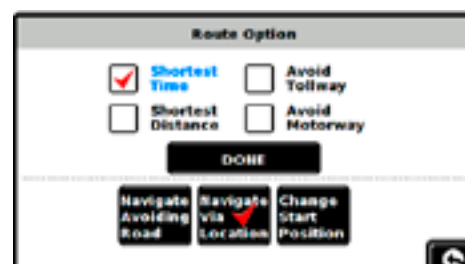 Route Option
Shortest Time
Avoid Tollway
Shortest Distance
Avoid Motorway
DONE
Navigate Avoiding Road
Navigate Via Location
Change Start Position